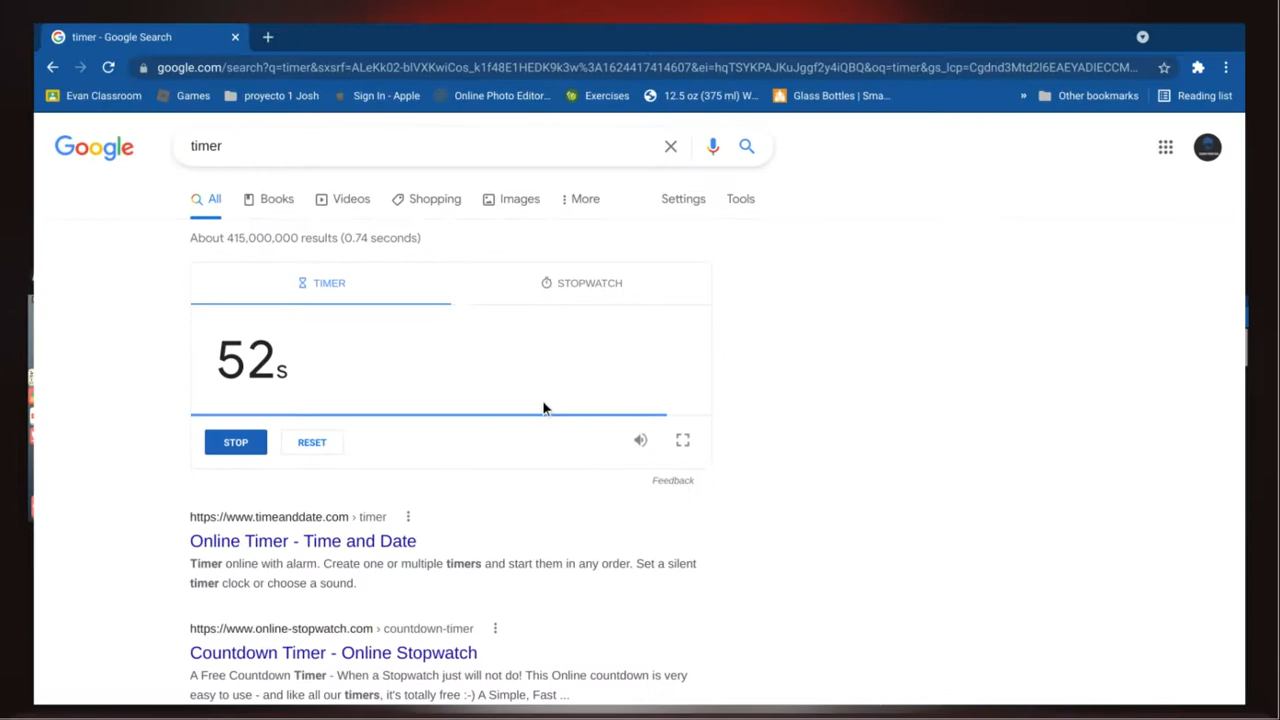 timer - Google Search
google.com/search?q=timer&sxsrf=ALeKk02-blVXKwiCos_k1f48E1HEDK9k3w%3A1624417414607&ei=hqTSYKPAJKuJggf2y4iQBQ&oq=timer&gs_lcp=Cgdnd3Mtd2l6EAEYADIECCM...
Evan Classroom Games proyecto 1 Josh Sign In - Apple Online Photo Editor... Exercises 12.5 oz (375 ml) W... Glass Bottles | Sma... » Other bookmarks Reading list
Google timer
All Books Videos Shopping Images More Settings Tools
About 415,000,000 results (0.74 seconds)
TIMER STOPWATCH
52s
STOP RESET
Feedback
https://www.timeanddate.com › timer
Online Timer - Time and Date
Timer online with alarm. Create one or multiple timers and start them in any order. Set a silent
timer clock or choose a sound.
https://www.online-stopwatch.com › countdown-timer
Countdown Timer - Online Stopwatch
A Free Countdown Timer - When a Stopwatch just will not do! This Online countdown is very
easy to use - and like all our timers, it's totally free :-) A Simple, Fast ...